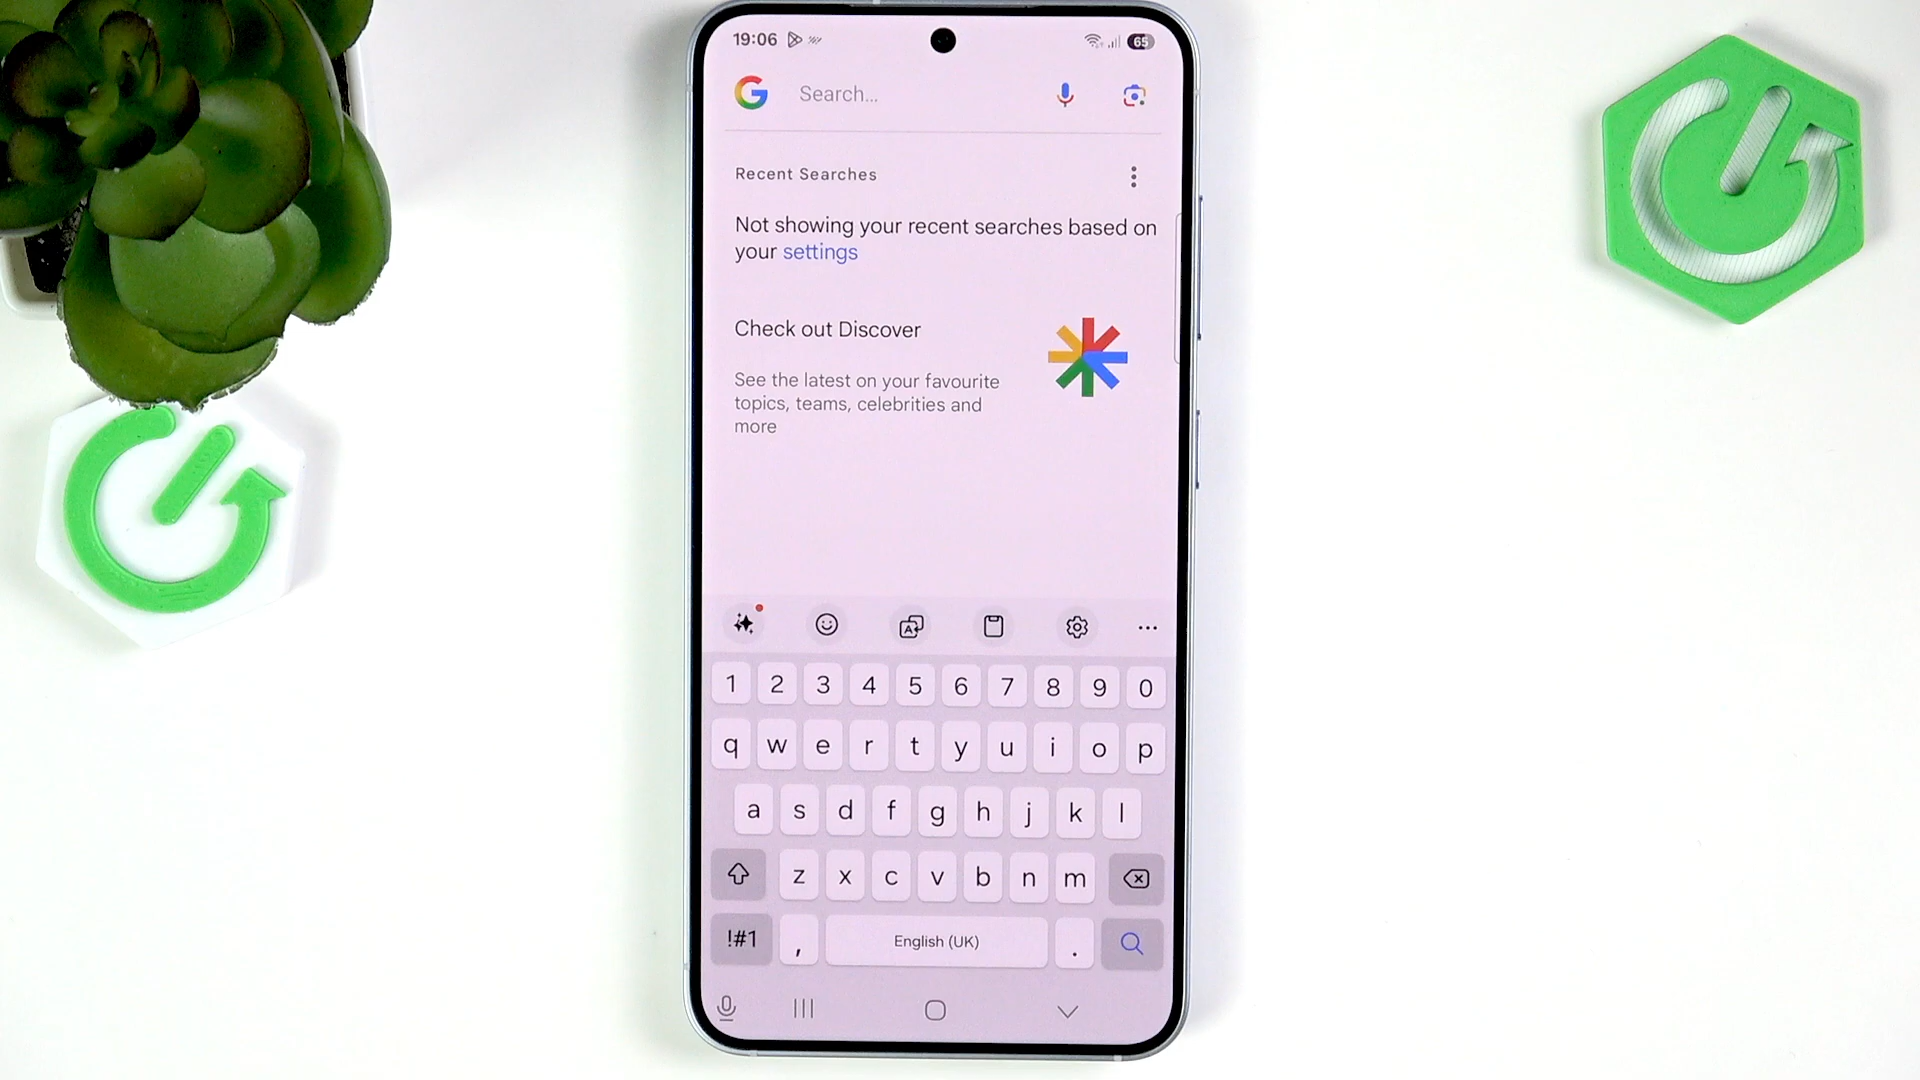 19:06 65
G Search...
Recent Searches
Not showing your recent searches based on
your settings
Check out Discover
See the latest on your favourite
topics, teams, celebrities and
more
1 2 3 4 5 6 7 8 9 0
q w e r t y u i o p
a s d f g h j k l
z x c v b n m
!#1 , English (UK) .